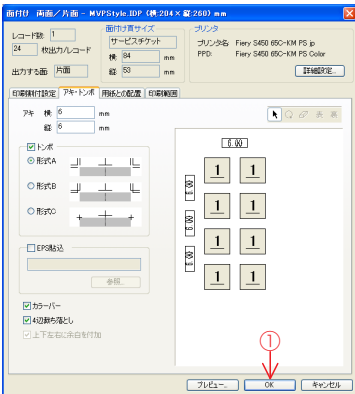 面付け 両面/片面 - MVPStyle.IDP (横:204×縦:260) mm
レコード数: 1
24 枚出力/レコード
出力する面: 片面
面付け頁サイズ
サービスチケット
横: 84 mm
縦: 53 mm
プリンタ
プリンタ名 Fiery S450 65C-KM PS jp
PPD: Fiery S450 65C-KM PS Color
詳細設定...
印刷割付設定 アキ・トンボ 用紙との配置 印刷範囲
アキ 横: 6 mm
縦: 6 mm
トンボ
形式A
形式B
形式C
EPS貼込
参照...
カラーバー
4辺裁ち落とし
上下左右に余白を付加
6.00
6.00
6.00
1 1
1 1
1 1
1 1
①
プレビュー... OK キャンセル